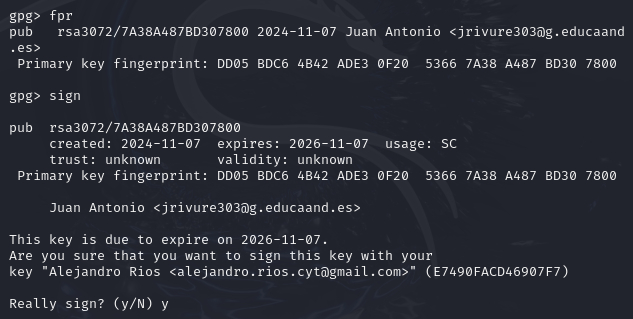 gpg> fpr
pub   rsa3072/7A38A487BD307800 2024-11-07 Juan Antonio <jrivure303@g.educaand
.es>
 Primary key fingerprint: DD05 BDC6 4B42 ADE3 0F20  5366 7A38 A487 BD30 7800
gpg> sign
pub  rsa3072/7A38A487BD307800
     created: 2024-11-07  expires: 2026-11-07  usage: SC
     trust: unknown       validity: unknown
 Primary key fingerprint: DD05 BDC6 4B42 ADE3 0F20  5366 7A38 A487 BD30 7800
     Juan Antonio <jrivure303@g.educaand.es>
This key is due to expire on 2026-11-07.
Are you sure that you want to sign this key with your
key "Alejandro Rios <alejandro.rios.cyt@gmail.com>" (E7490FACD46907F7)
Really sign? (y/N) y